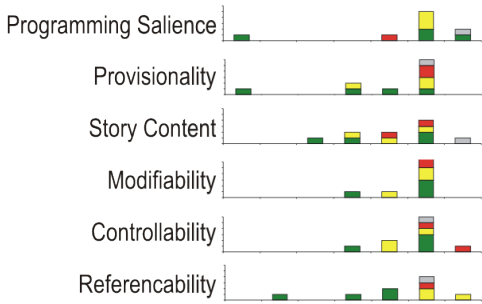 Programming Salience
Provisionality
Story Content
Modifiability
Controllability
Referencability